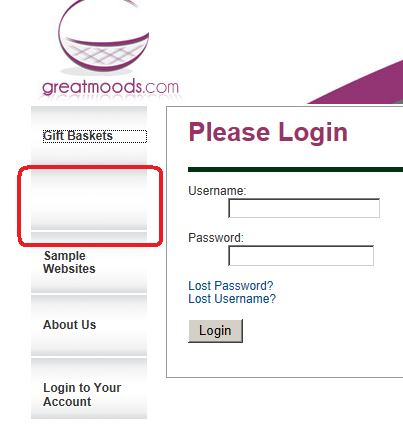 greatmoods.com
Gift Baskets
Sample
Websites
About Us
Login to Your
Account
Please Login
Username:
Password:
Lost Password?
Lost Username?
Login